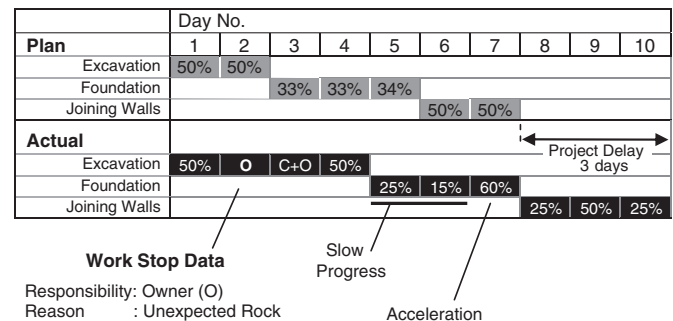 Day No.
Plan 1 2 3 4 5 6 7 8 9 10
Excavation 50% 50%
Foundation 33% 33% 34%
Joining Walls 50% 50%
Actual
Project Delay
3 days
Excavation 50% O C+O 50%
Foundation 25% 15% 60%
Joining Walls 25% 50% 25%
Work Stop Data
Slow
Progress
Responsibility: Owner (O)
Reason : Unexpected Rock
Acceleration